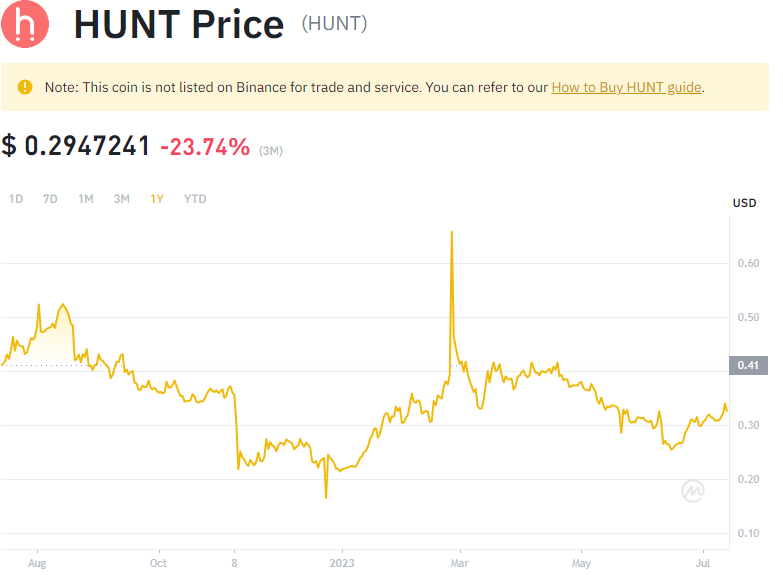 HUNT Price (HUNT)
Note: This coin is not listed on Binance for trade and service. You can refer to our How to Buy HUNT guide.
$ 0.2947241 -23.74% (3M)
1D 7D 1M 3M 1Y YTD
USD
0.60
0.50
0.41
0.30
0.20
0.10
Aug Oct 8 2023 Mar May Jul